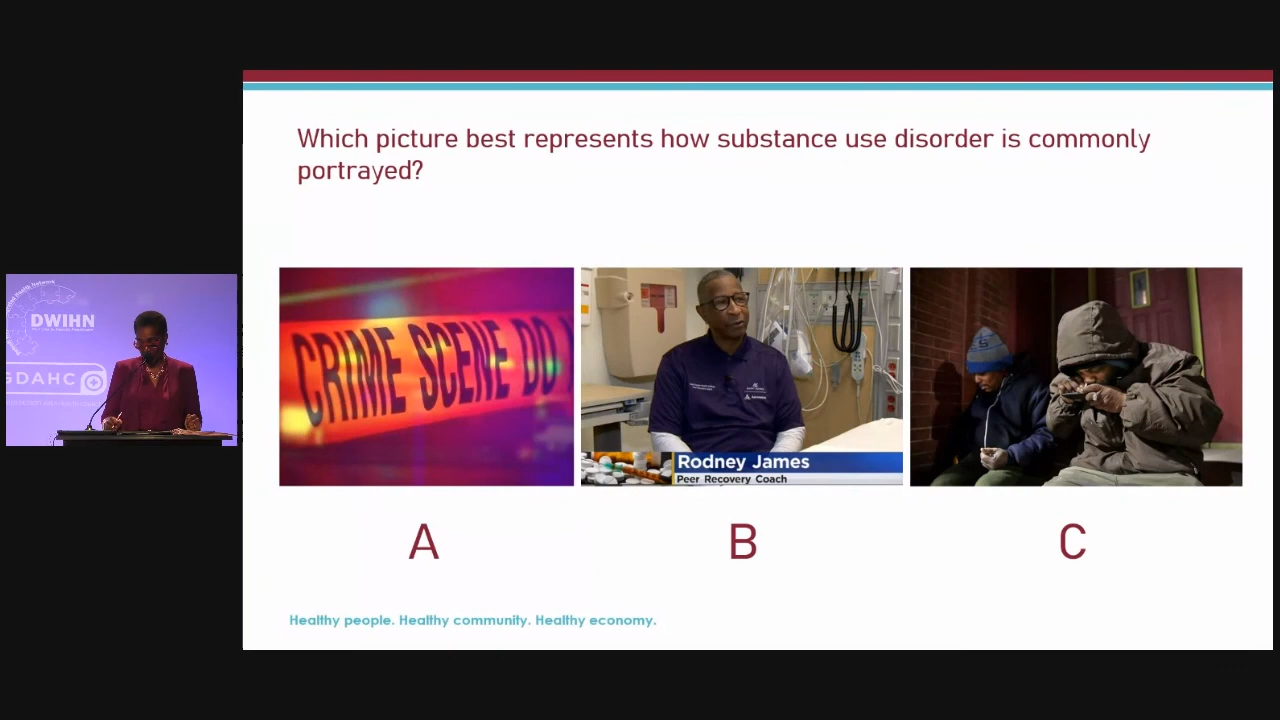 Which picture best represents how substance use disorder is commonly
portrayed?
DWIHN
GDAHC
CRIME SCENE DO
Rodney James
Peer Recovery Coach
A
B
C
Healthy people. Healthy community. Healthy economy.